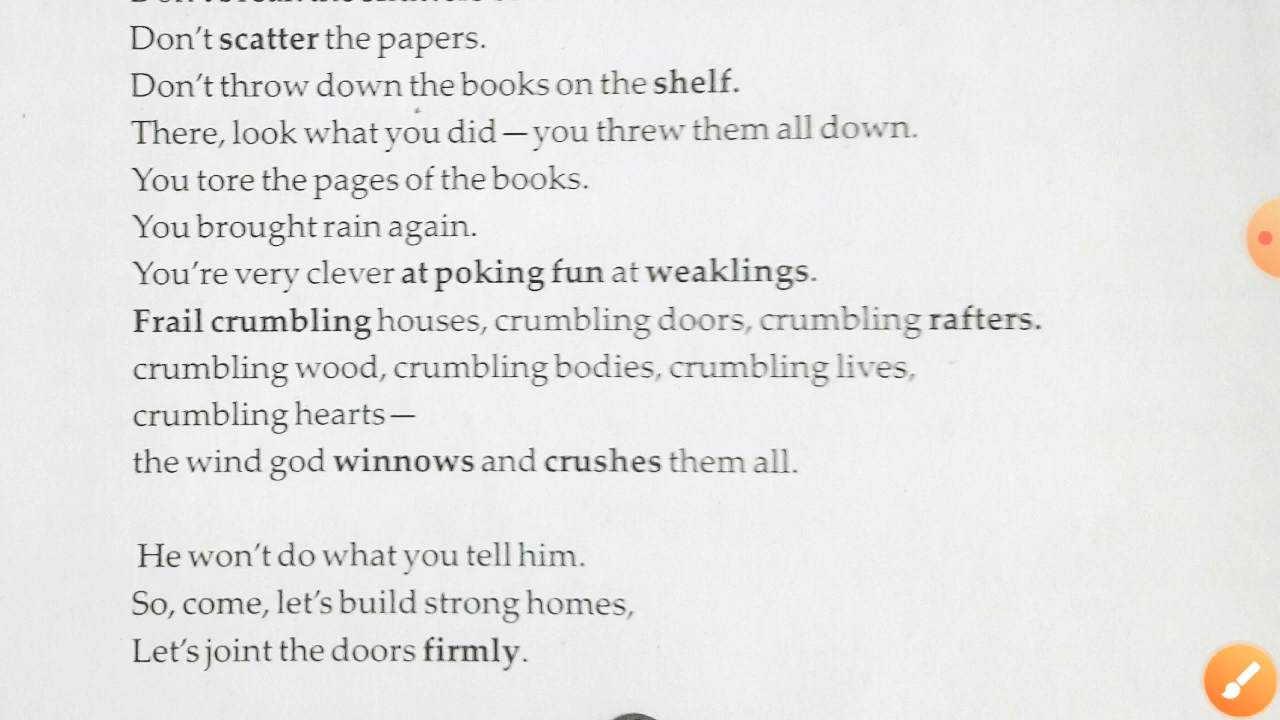 Don't scatter the papers.
Don't throw down the books on the shelf.
There, look what you did — you threw them all down.
You tore the pages of the books.
You brought rain again.
You're very clever at poking fun at weaklings.
Frail crumbling houses, crumbling doors, crumbling rafters.
crumbling wood, crumbling bodies, crumbling lives,
crumbling hearts —
the wind god winnows and crushes them all.
He won't do what you tell him.
So, come, let's build strong homes,
Let's joint the doors firmly.